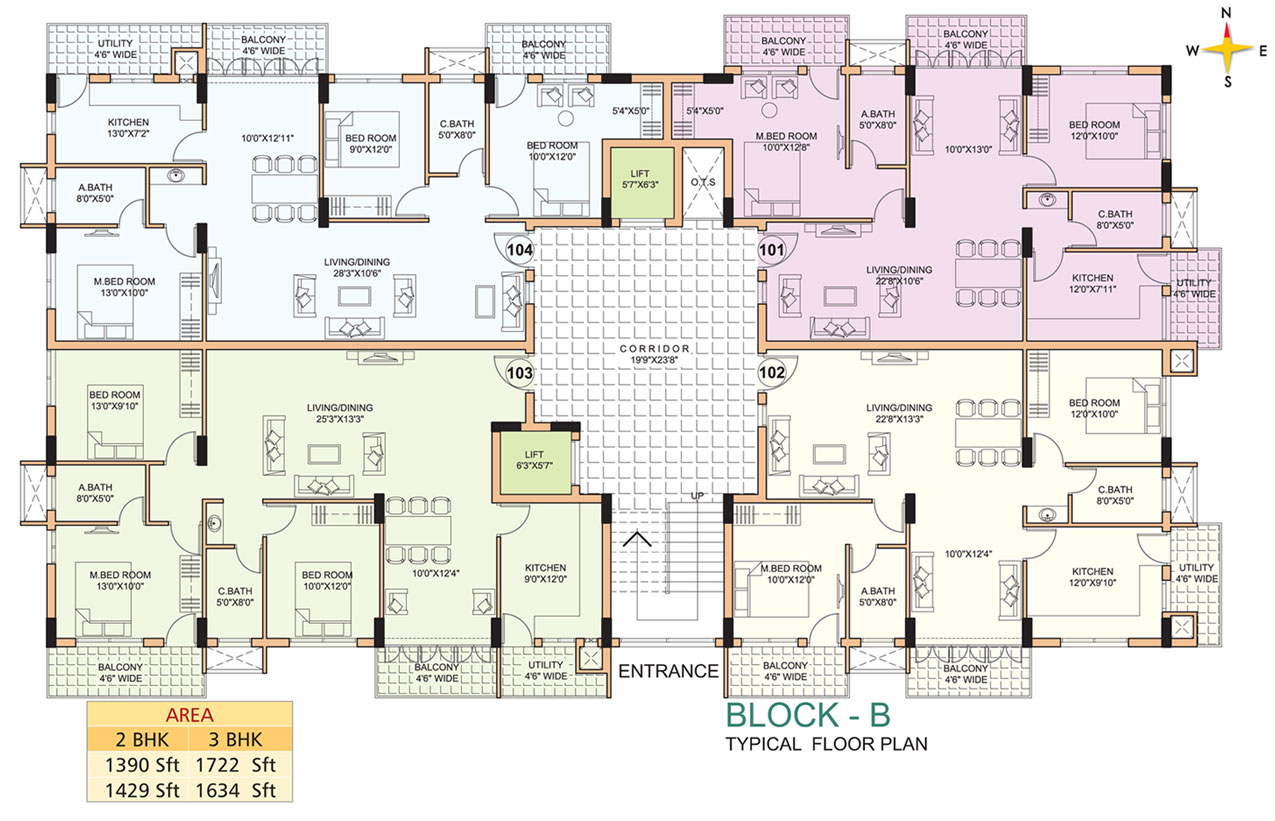 N
W E
S
UTILITY
4'6" WIDE
BALCONY
4'6" WIDE
BALCONY
4'6" WIDE
BALCONY
4'6" WIDE
BALCONY
4'6" WIDE
KITCHEN
13'0"X7'2"
10'0"X12'11"
BED ROOM
9'0"X12'0"
C.BATH
5'0"X8'0"
BED ROOM
10'0"X12'0"
5'4"X5'0"
5'4"X5'0"
M.BED ROOM
10'0"X12'8"
A.BATH
5'0"X8'0"
10'0"X13'0"
BED ROOM
12'0"X10'0"
A.BATH
8'0"X5'0"
LIFT
5'7"X6'3"
O.T.S
C.BATH
8'0"X5'0"
M.BED ROOM
13'0"X10'0"
LIVING/DINING
28'3"X10'6"
104
101
LIVING/DINING
22'8"X10'6"
KITCHEN
12'0"X7'11"
UTILITY
4'6" WIDE
CORRIDOR
19'9"X23'8"
BED ROOM
13'0"X9'10"
LIVING/DINING
25'3"X13'3"
103
102
LIVING/DINING
22'8"X13'3"
BED ROOM
12'0"X10'0"
LIFT
6'3"X5'7"
A.BATH
8'0"X5'0"
C.BATH
8'0"X5'0"
UP
M.BED ROOM
13'0"X10'0"
C.BATH
5'0"X8'0"
BED ROOM
10'0"X12'0"
10'0"X12'4"
KITCHEN
9'0"X12'0"
M.BED ROOM
10'0"X12'0"
A.BATH
5'0"X8'0"
10'0"X12'4"
KITCHEN
12'0"X9'10"
UTILITY
4'6" WIDE
BALCONY
4'6" WIDE
BALCONY
4'6" WIDE
UTILITY
4'6" WIDE
ENTRANCE
BALCONY
4'6" WIDE
BALCONY
4'6" WIDE
AREA
2 BHK 3 BHK
1390 Sft 1722 Sft
1429 Sft 1634 Sft
BLOCK - B
TYPICAL FLOOR PLAN